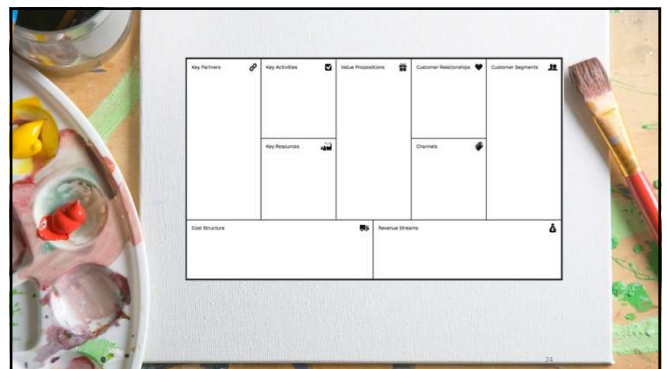 Key Partners
Key Activities
Value Propositions
Customer Relationships
Customer Segments
Key Resources
Channels
Cost Structure
Revenue Streams
24